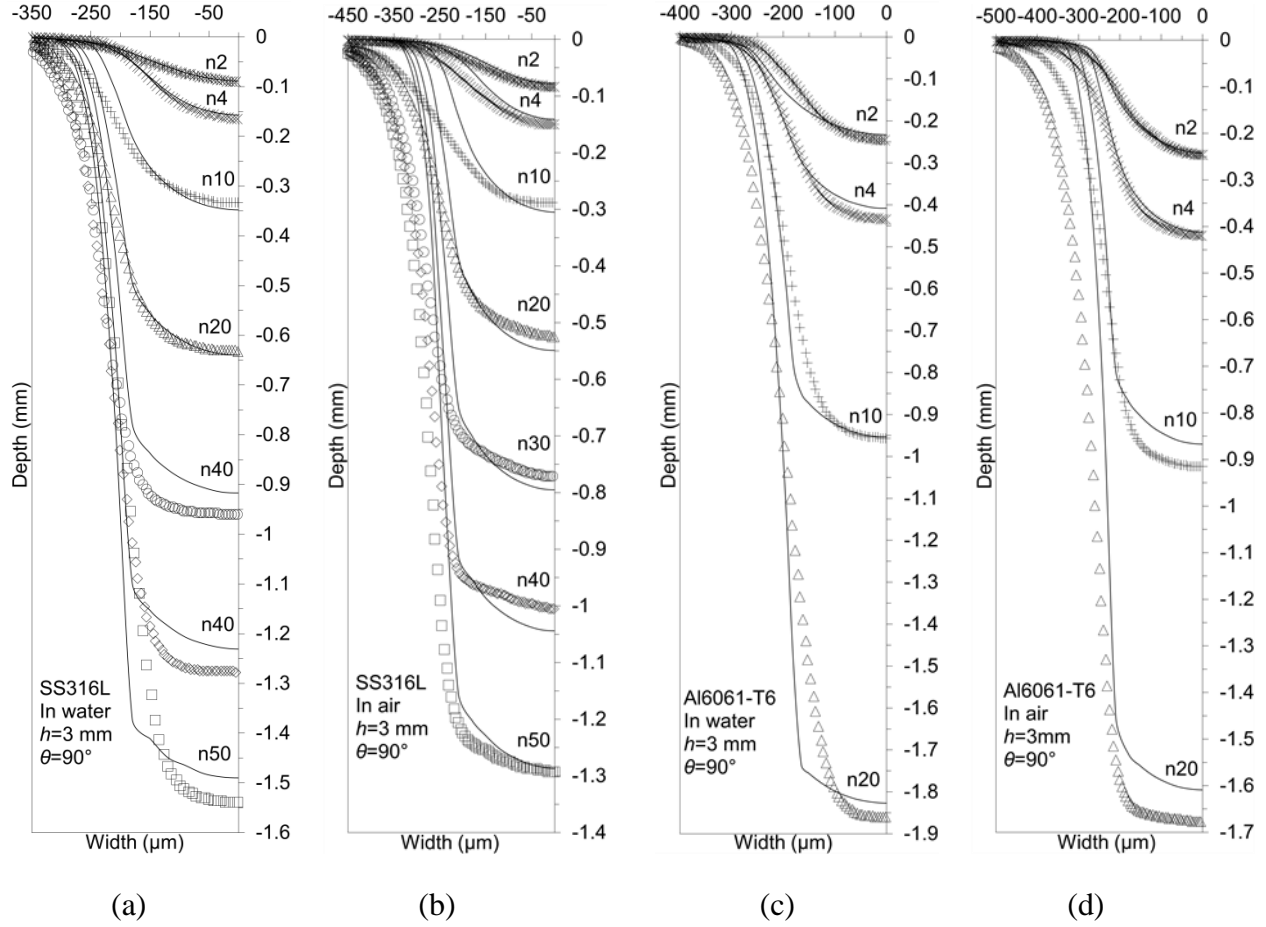 -350 -250 -150 -50
0
-0.1
-0.2
-0.3
-0.4
-0.5
-0.6
-0.7
-0.8
-0.9
-1
-1.1
-1.2
-1.3
-1.4
-1.5
-1.6
n2
n4
n10
n20
n40
n40
n50
Depth (mm)
SS316L
In water
h=3 mm
θ=90°
Width (µm)
(a)
-450 -350 -250 -150 -50
0
-0.1
-0.2
-0.3
-0.4
-0.5
-0.6
-0.7
-0.8
-0.9
-1
-1.1
-1.2
-1.3
-1.4
n2
n4
n10
n20
n30
n40
n50
Depth (mm)
SS316L
In air
h=3 mm
θ=90°
Width (µm)
(b)
-400 -300 -200 -100 0
0
-0.1
-0.2
-0.3
-0.4
-0.5
-0.6
-0.7
-0.8
-0.9
-1
-1.1
-1.2
-1.3
-1.4
-1.5
-1.6
-1.7
-1.8
-1.9
n2
n4
n10
n20
Depth (mm)
Al6061-T6
In water
h=3 mm
θ=90°
Width (µm)
(c)
-500 -400 -300 -200 -100 0
0
-0.1
-0.2
-0.3
-0.4
-0.5
-0.6
-0.7
-0.8
-0.9
-1
-1.1
-1.2
-1.3
-1.4
-1.5
-1.6
-1.7
n2
n4
n10
n20
Depth (mm)
Al6061-T6
In air
h=3mm
θ=90°
Width (µm)
(d)